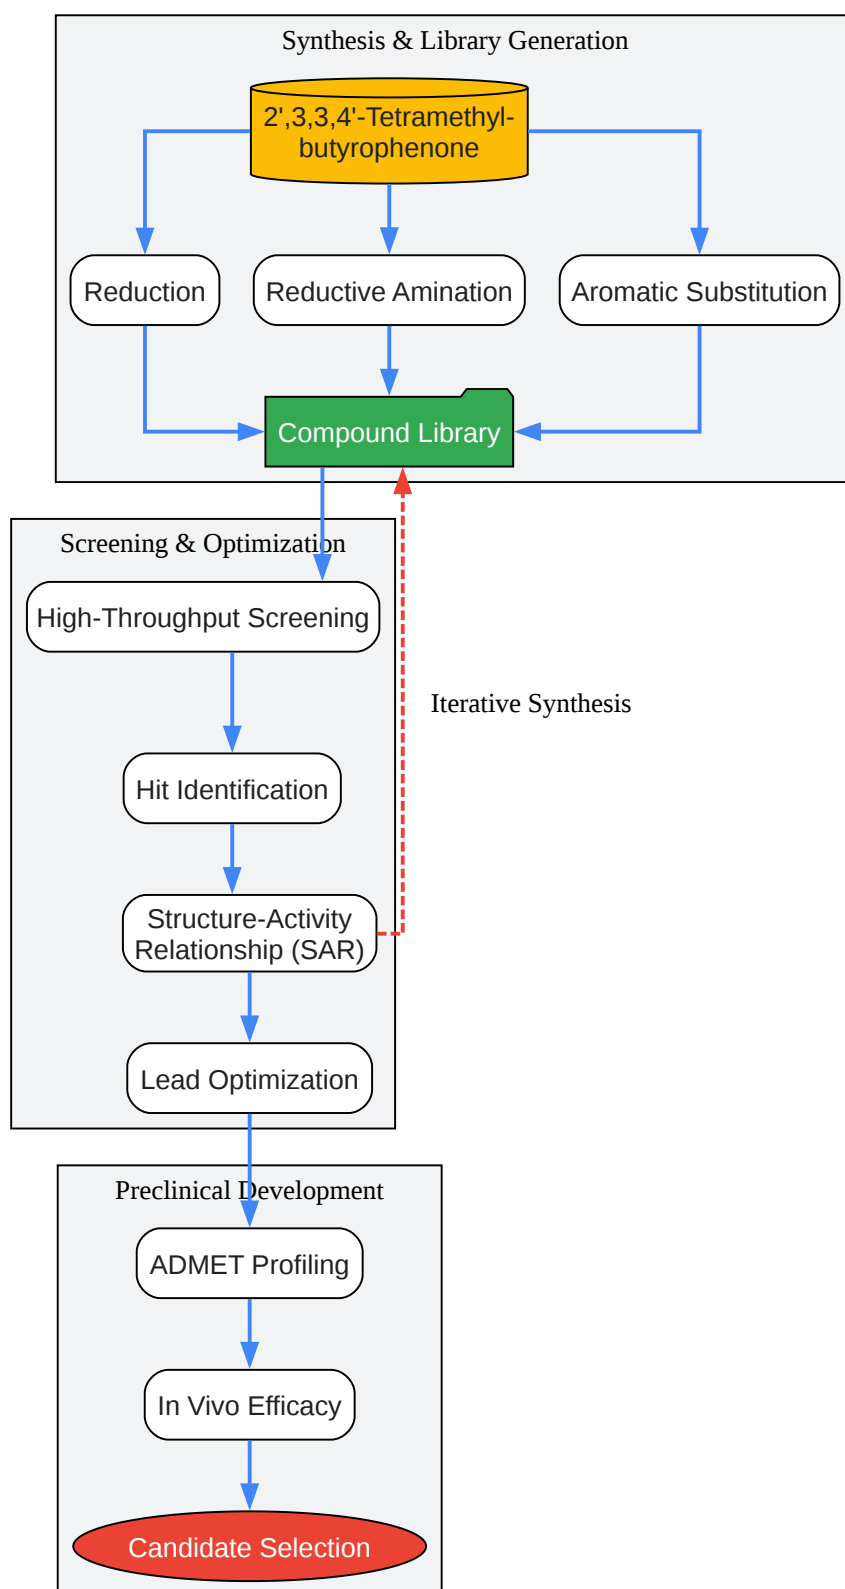 Synthesis & Library Generation
2',3,3,4'-Tetramethyl-
butyrophenone
Reduction
Reductive Amination
Aromatic Substitution
Compound Library
Screening & Optimization
High-Throughput Screening
Iterative Synthesis
Hit Identification
Structure-Activity
Relationship (SAR)
Lead Optimization
Preclinical Development
ADMET Profiling
In Vivo Efficacy
Candidate Selection